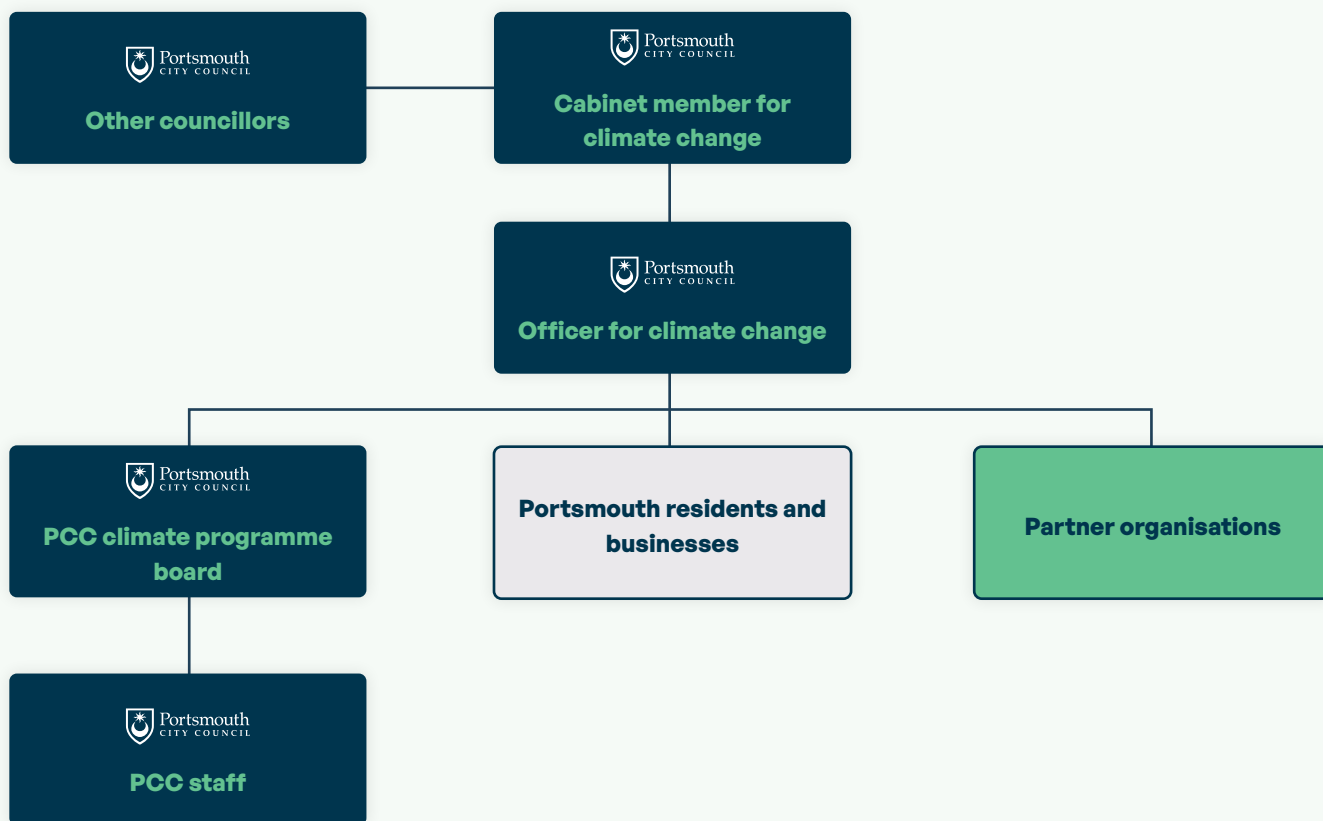 Portsmouth
CITY COUNCIL
Other councillors
Portsmouth
CITY COUNCIL
Cabinet member for
climate change
Portsmouth
CITY COUNCIL
Officer for climate change
Portsmouth
CITY COUNCIL
PCC climate programme
board
Portsmouth residents and
businesses
Partner organisations
Portsmouth
CITY COUNCIL
PCC staff